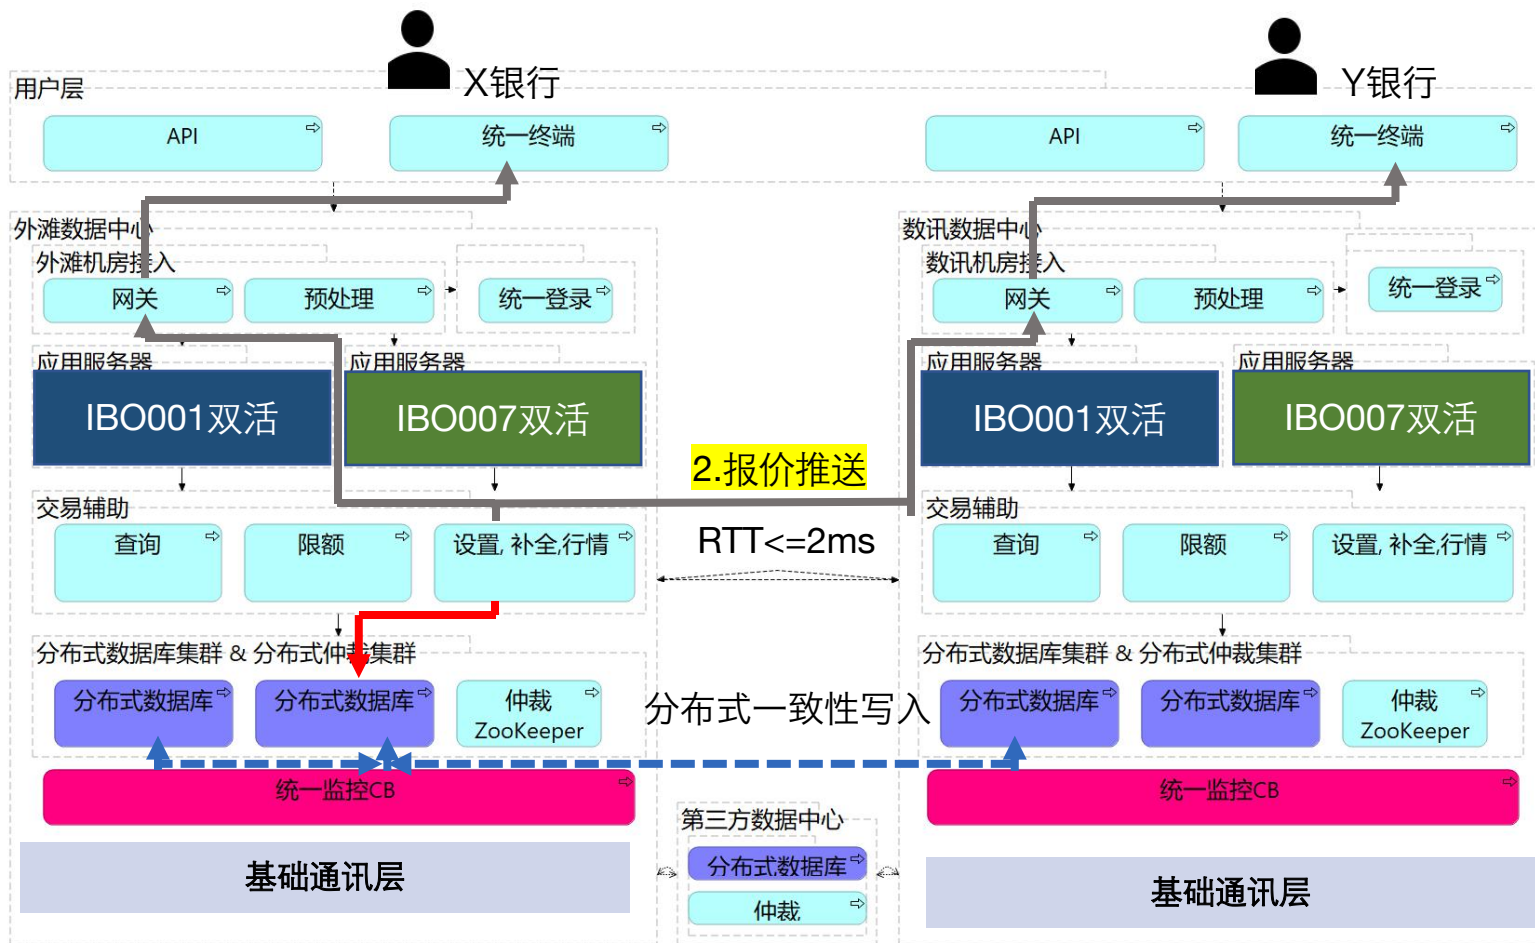 X银行
Y银行
用户层
API
统一终端
API
统一终端
外滩数据中心
数讯数据中心
外滩机房接入
数讯机房接入
网关
预处理
统一登录
网关
预处理
统一登录
应用服务器
应用服务器
应用服务器
应用服务器
IBO001双活
IBO007双活
IBO001双活
IBO007双活
2.报价推送
交易辅助
交易辅助
查询
限额
设置, 补全,行情
RTT<=2ms
查询
限额
设置, 补全,行情
分布式数据库集群 & 分布式仲裁集群
分布式数据库集群 & 分布式仲裁集群
分布式数据库
分布式数据库
仲裁
ZooKeeper
分布式一致性写入
分布式数据库
分布式数据库
仲裁
ZooKeeper
统一监控CB
统一监控CB
第三方数据中心
分布式数据库
仲裁
基础通讯层
基础通讯层